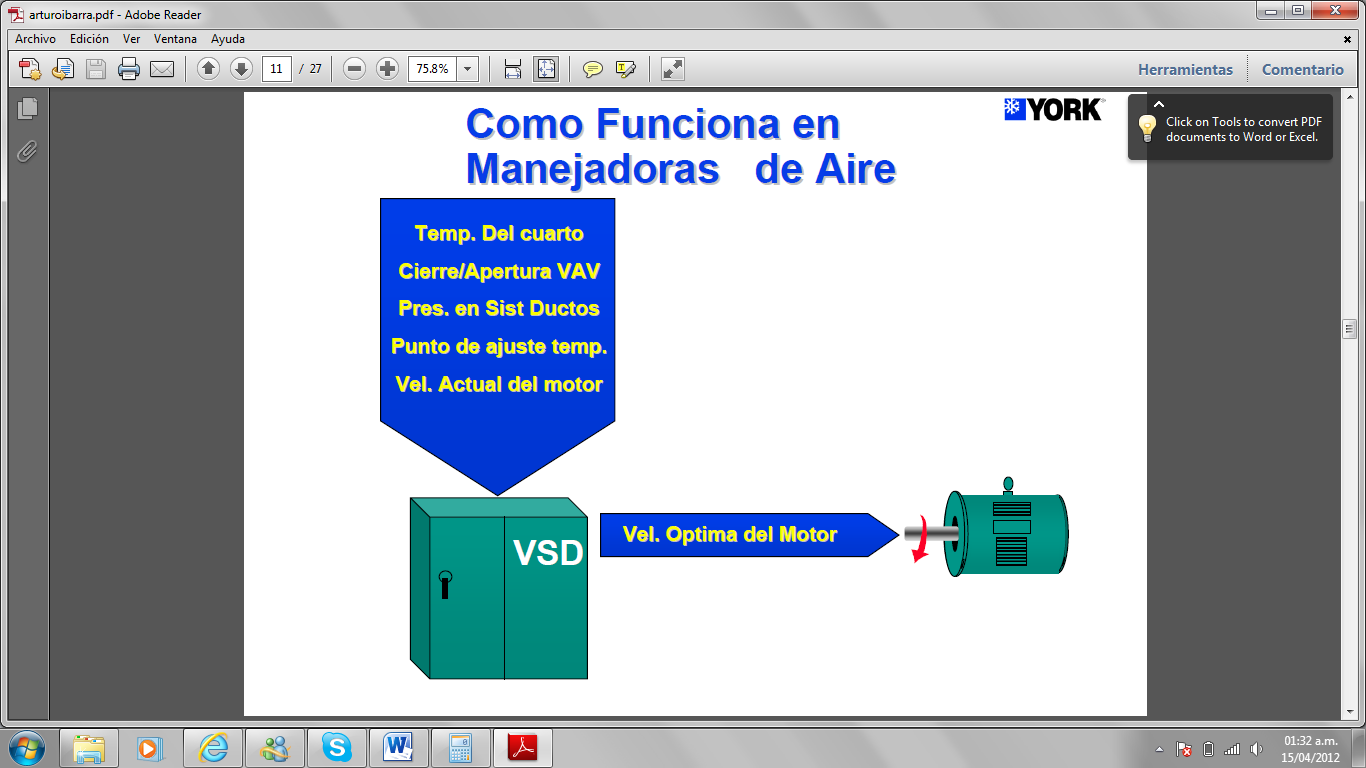 arturoibarra.pdf - Adobe Reader
Archivo Edición Ver Ventana Ayuda
11 / 27 75.8% Herramientas Comentario
Click on Tools to convert PDF
documents to Word or Excel.
YORK
Como Funciona en
Manejadoras de Aire
Temp. Del cuarto
Cierre/Apertura VAV
Pres. en Sist Ductos
Punto de ajuste temp.
Vel. Actual del motor
VSD
Vel. Optima del Motor
01:32 a.m.
15/04/2012